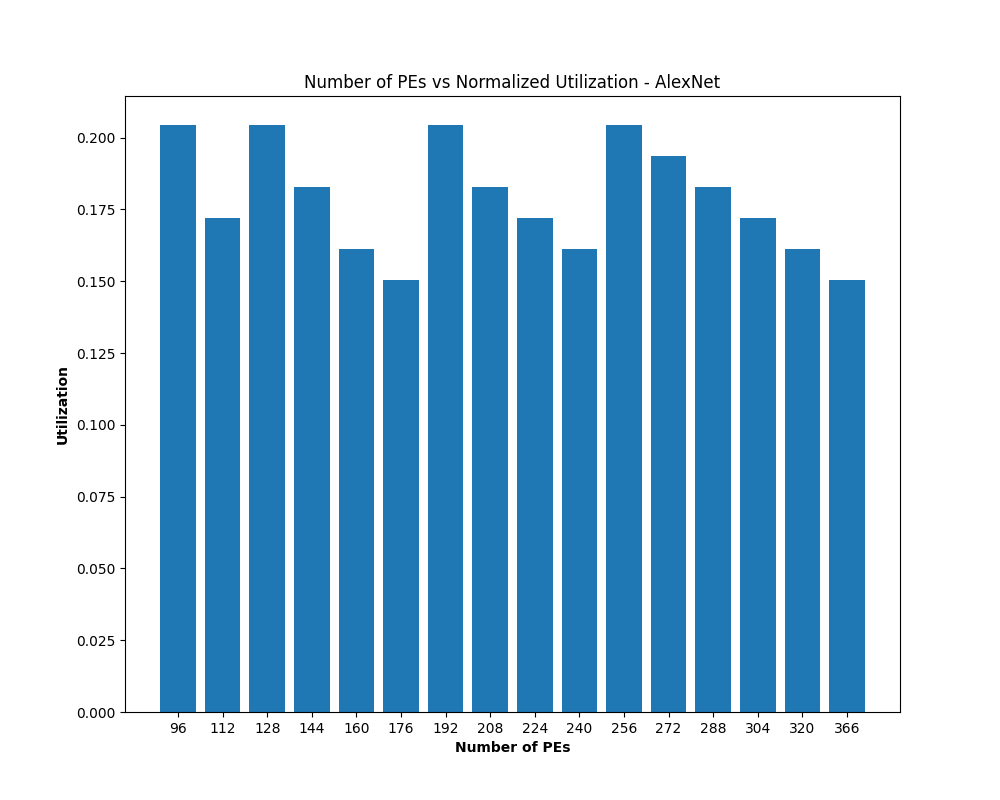 Number of PEs vs Normalized Utilization - AlexNet
0.200
0.175
0.150
0.125
0.100
0.075
0.050
0.025
0.000
Utilization
96 112 128 144 160 176 192 208 224 240 256 272 288 304 320 366
Number of PEs